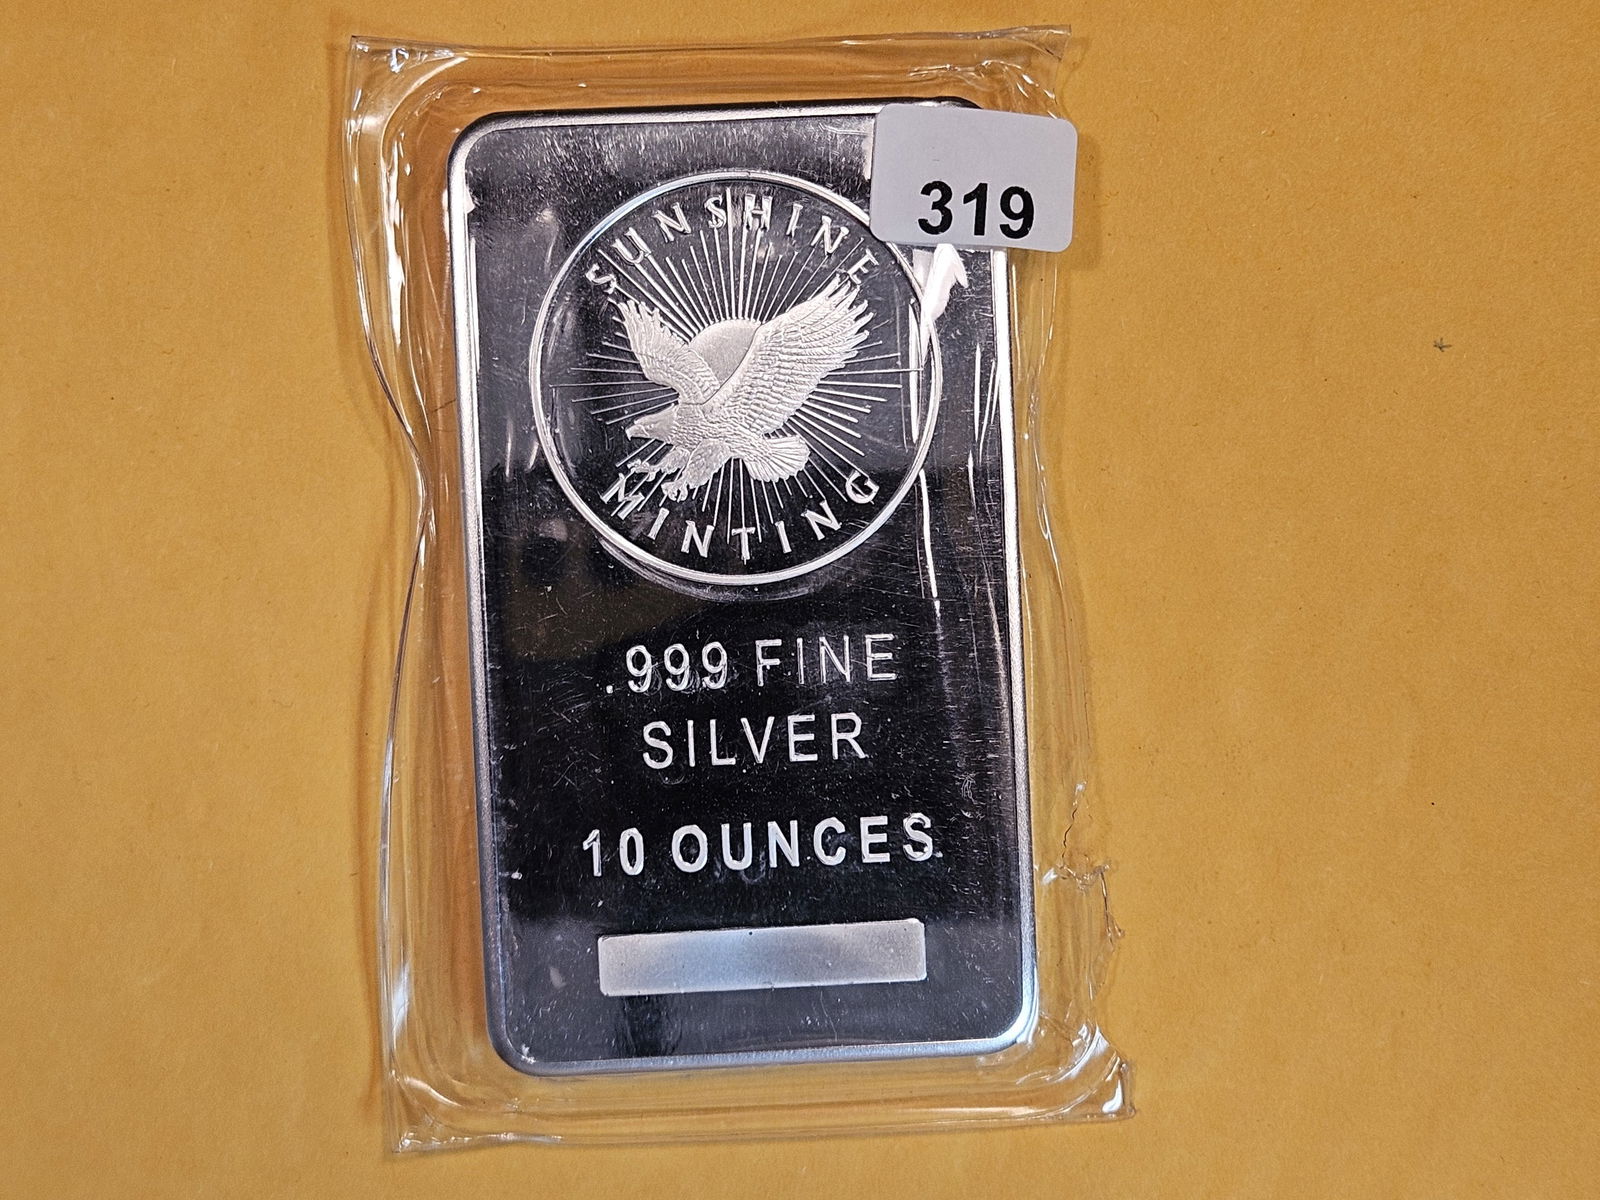 319
SUNSHINE
MINTING
.999 FINE
SILVER
10 OUNCES